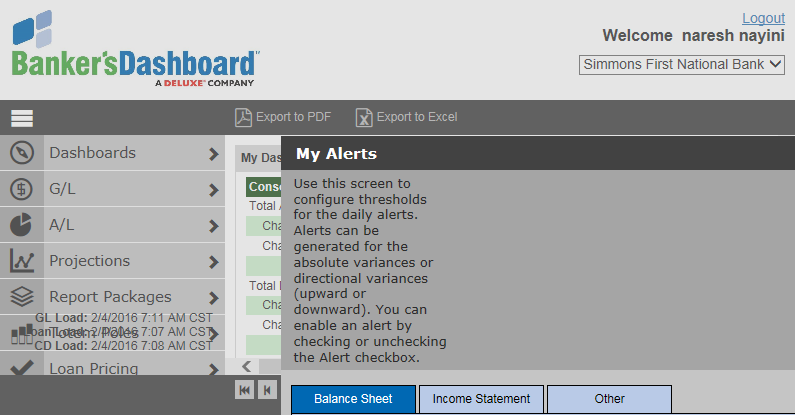 Logout
Welcome naresh nayini
Banker'sDashboard™
A DELUXE COMPANY
Simmons First National Bank
Export to PDF
Export to Excel
Dashboards
My Das
My Alerts
G/L
Conso
Use this screen to
configure thresholds
for the daily alerts.
Alerts can be
generated for the
absolute variances or
directional variances
(upward or
downward). You can
enable an alert by
checking or unchecking
the Alert checkbox.
Total
Cha
A/L
Cha
Projections
Report Packages
Total
GL Load: 2/4/2016 7:11 AM CST
Cha
Loan Load: 2/4/2016 7:07 AM CST
Totem Poles
Cha
CD Load: 2/4/2016 7:08 AM CST
Loan Pricing
Balance Sheet
Income Statement
Other